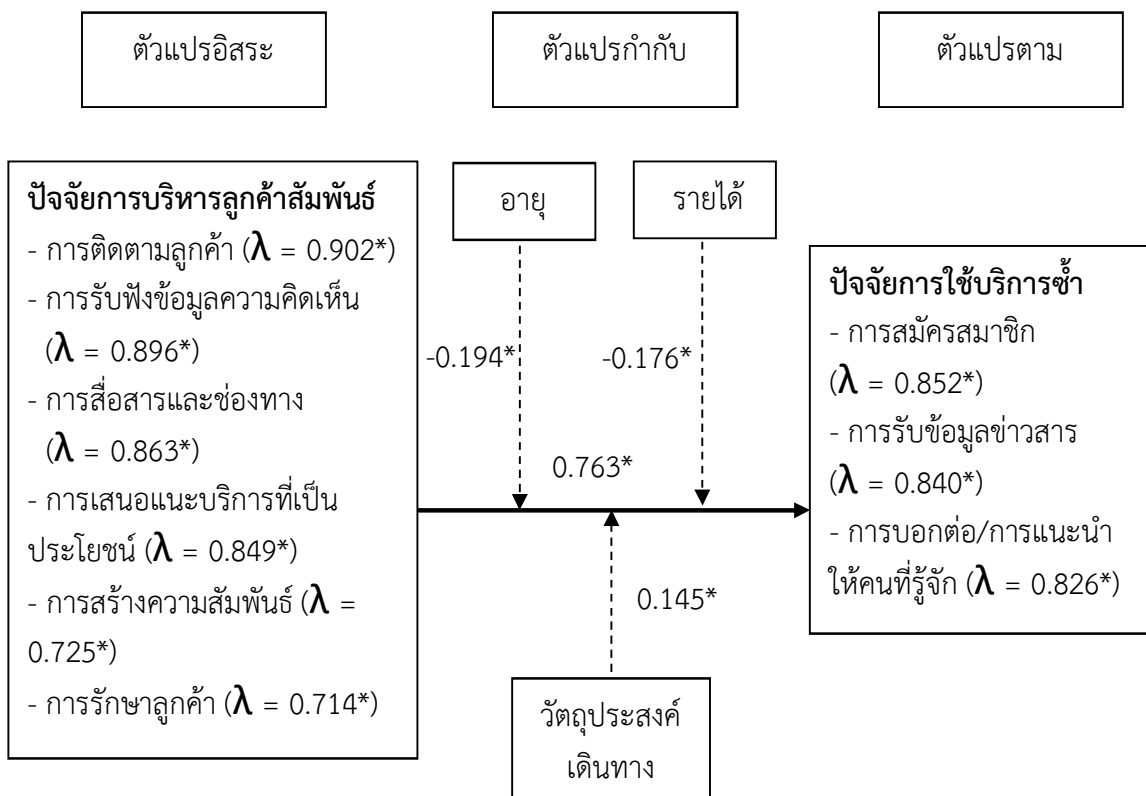 ตัวแปรอิสระ
ตัวแปรกำกับ
ตัวแปรตาม
ปัจจัยการบริหารลูกค้าสัมพันธ์
- การติดตามลูกค้า (λ = 0.902*)
- การรับฟังข้อมูลความคิดเห็น
(λ = 0.896*)
- การสื่อสารและช่องทาง
(λ = 0.863*)
- การเสนอแนะบริการที่เป็น
ประโยชน์ (λ = 0.849*)
- การสร้างความสัมพันธ์ (λ =
0.725*)
- การรักษาลูกค้า (λ = 0.714*)
อายุ
รายได้
-0.194*
-0.176*
0.763*
0.145*
วัตถุประสงค์
เดินทาง
ปัจจัยการใช้บริการซ้ำ
- การสมัครสมาชิก
(λ = 0.852*)
- การรับข้อมูลข่าวสาร
(λ = 0.840*)
- การบอกต่อ/การแนะนำ
ให้คนที่รู้จัก (λ = 0.826*)